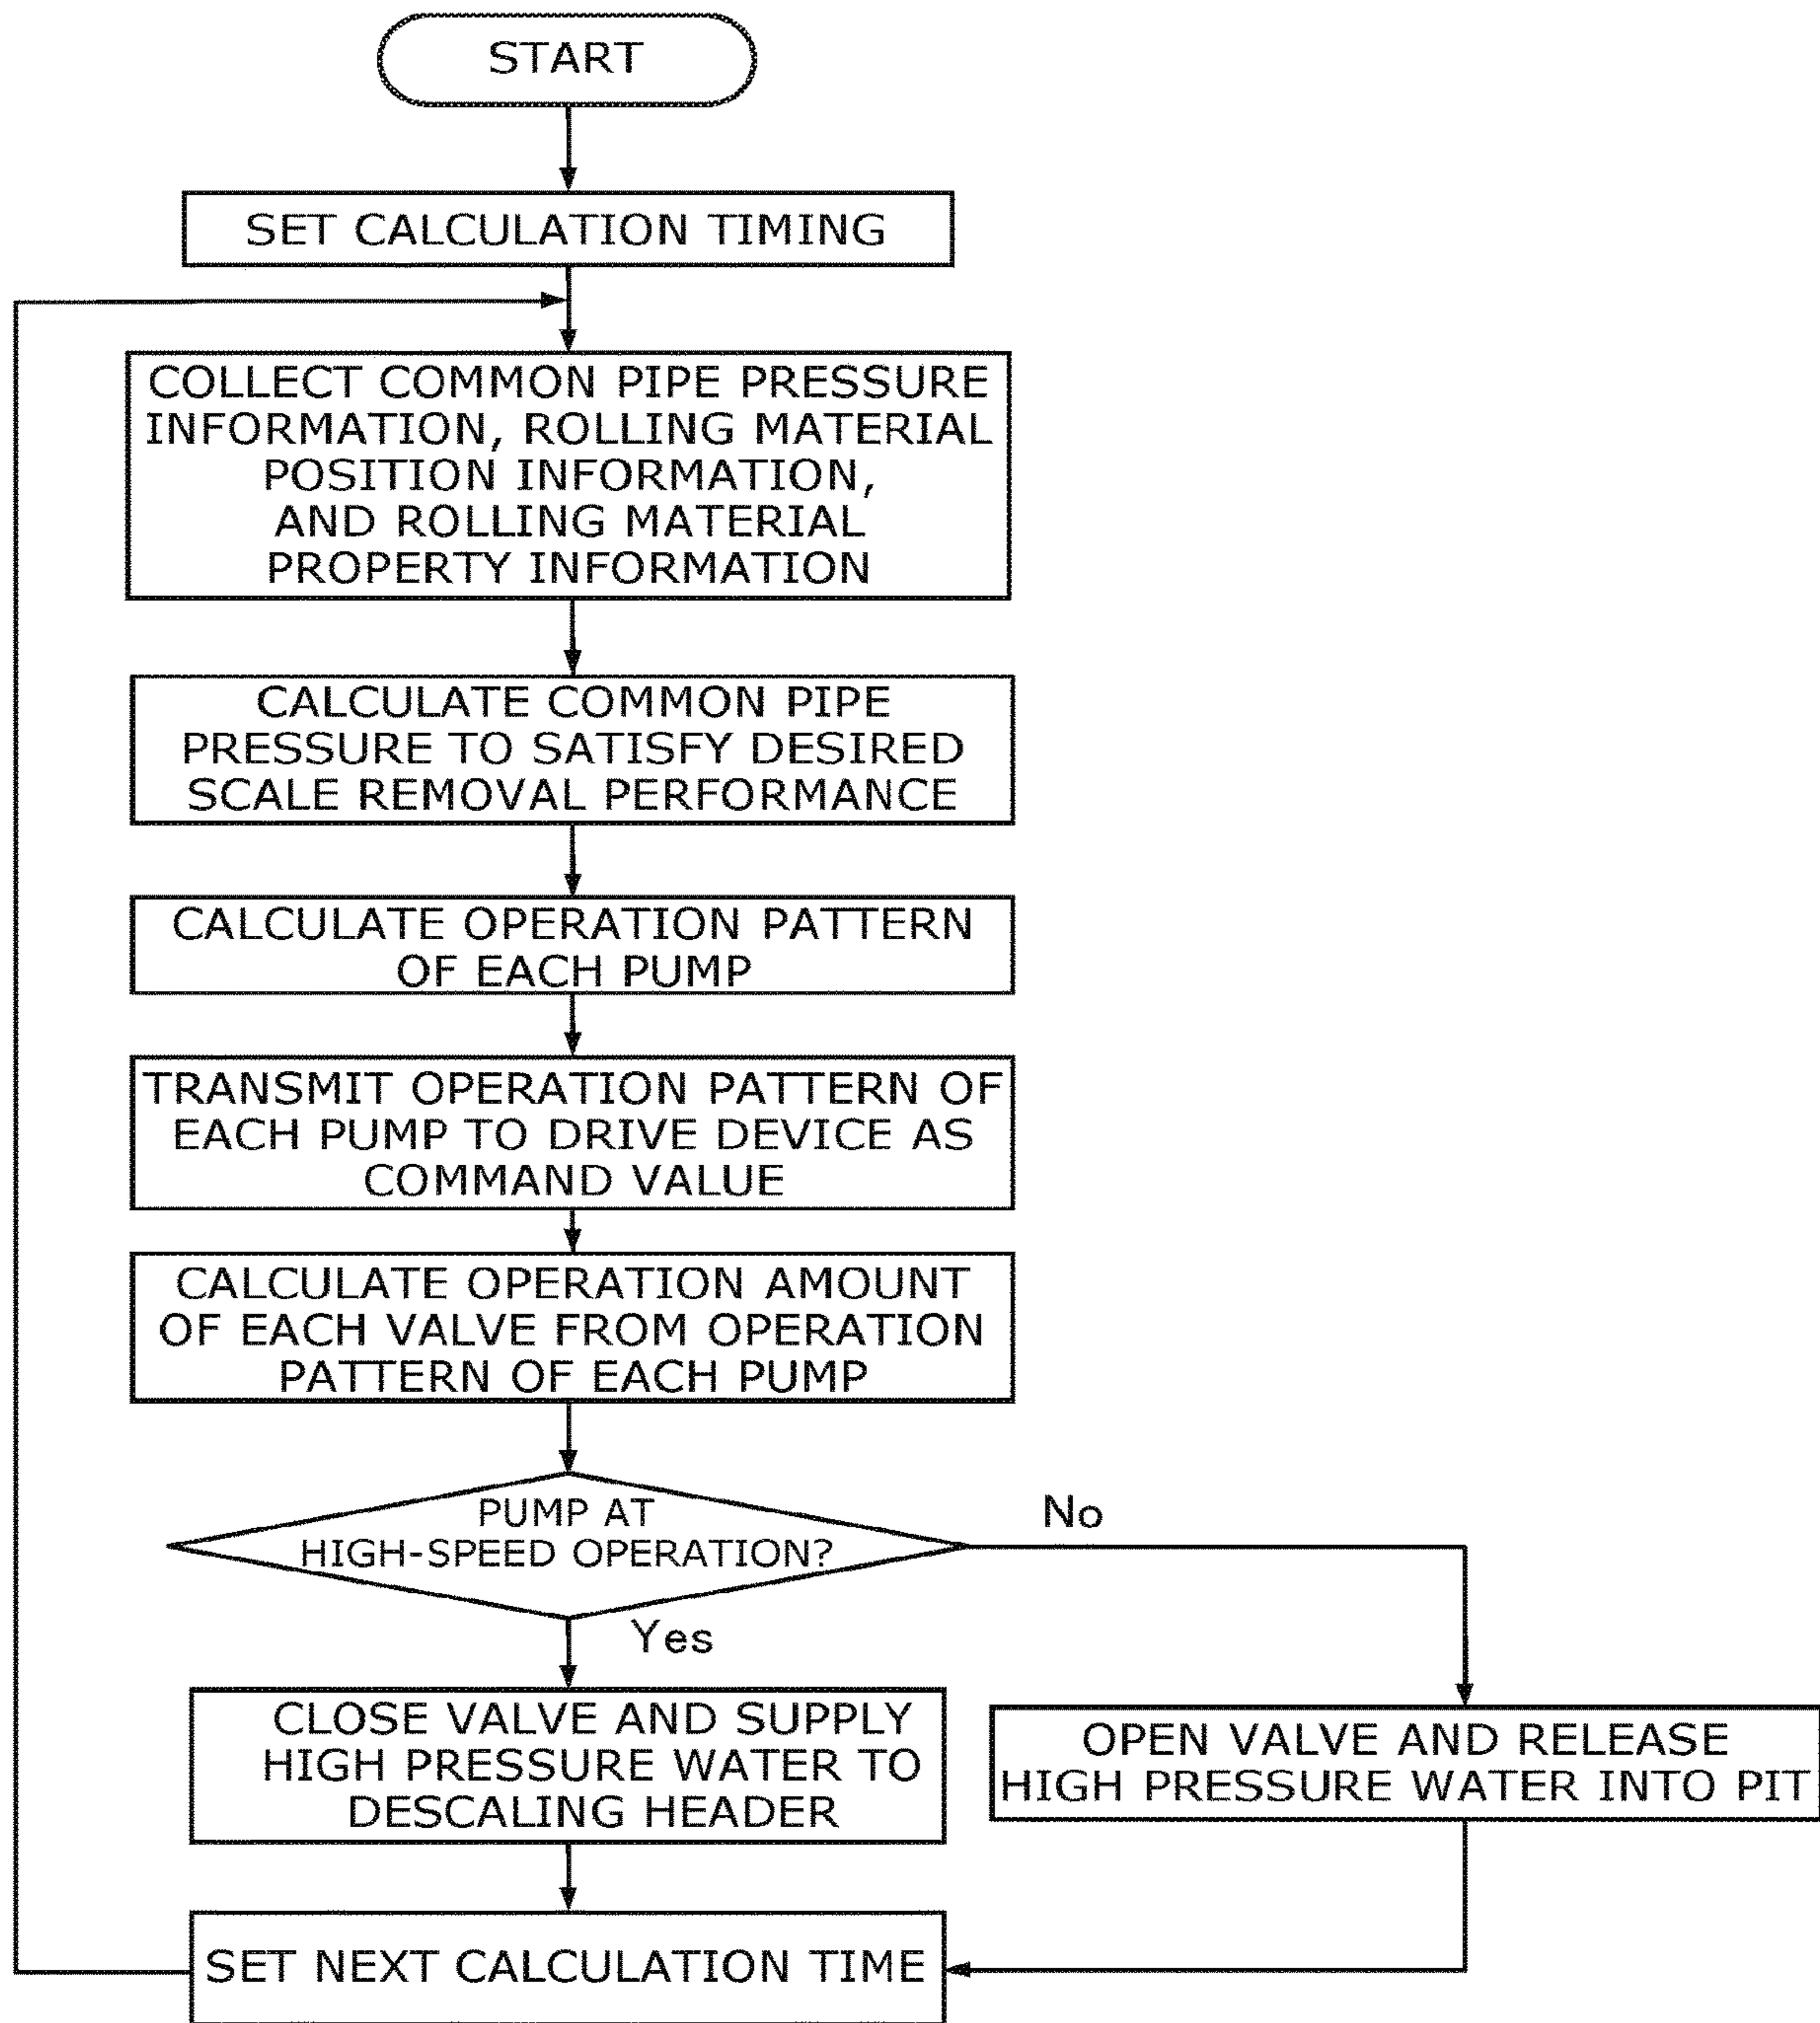 START
SET CALCULATION TIMING
COLLECT COMMON PIPE PRESSURE
INFORMATION, ROLLING MATERIAL
POSITION INFORMATION,
AND ROLLING MATERIAL
PROPERTY INFORMATION
CALCULATE COMMON PIPE
PRESSURE TO SATISFY DESIRED
SCALE REMOVAL PERFORMANCE
CALCULATE OPERATION PATTERN
OF EACH PUMP
TRANSMIT OPERATION PATTERN OF
EACH PUMP TO DRIVE DEVICE AS
COMMAND VALUE
CALCULATE OPERATION AMOUNT
OF EACH VALVE FROM OPERATION
PATTERN OF EACH PUMP
PUMP AT
HIGH-SPEED OPERATION?
No
Yes
CLOSE VALVE AND SUPPLY
HIGH PRESSURE WATER TO
DESCALING HEADER
OPEN VALVE AND RELEASE
HIGH PRESSURE WATER INTO PIT
SET NEXT CALCULATION TIME